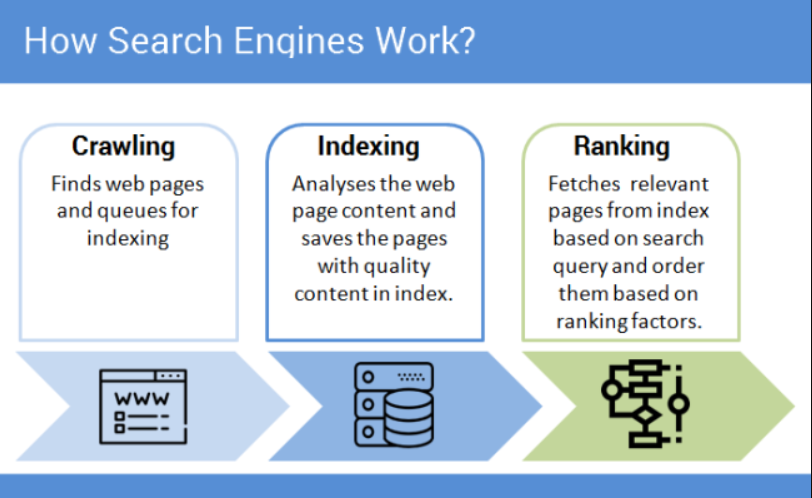 How Search Engines Work?
Crawling
Finds web pages
and queues for
indexing
Indexing
Analyses the web
page content and
saves the pages
with quality
content in index.
Ranking
Fetches relevant
pages from index
based on search
query and order
them based on
ranking factors.
WWW